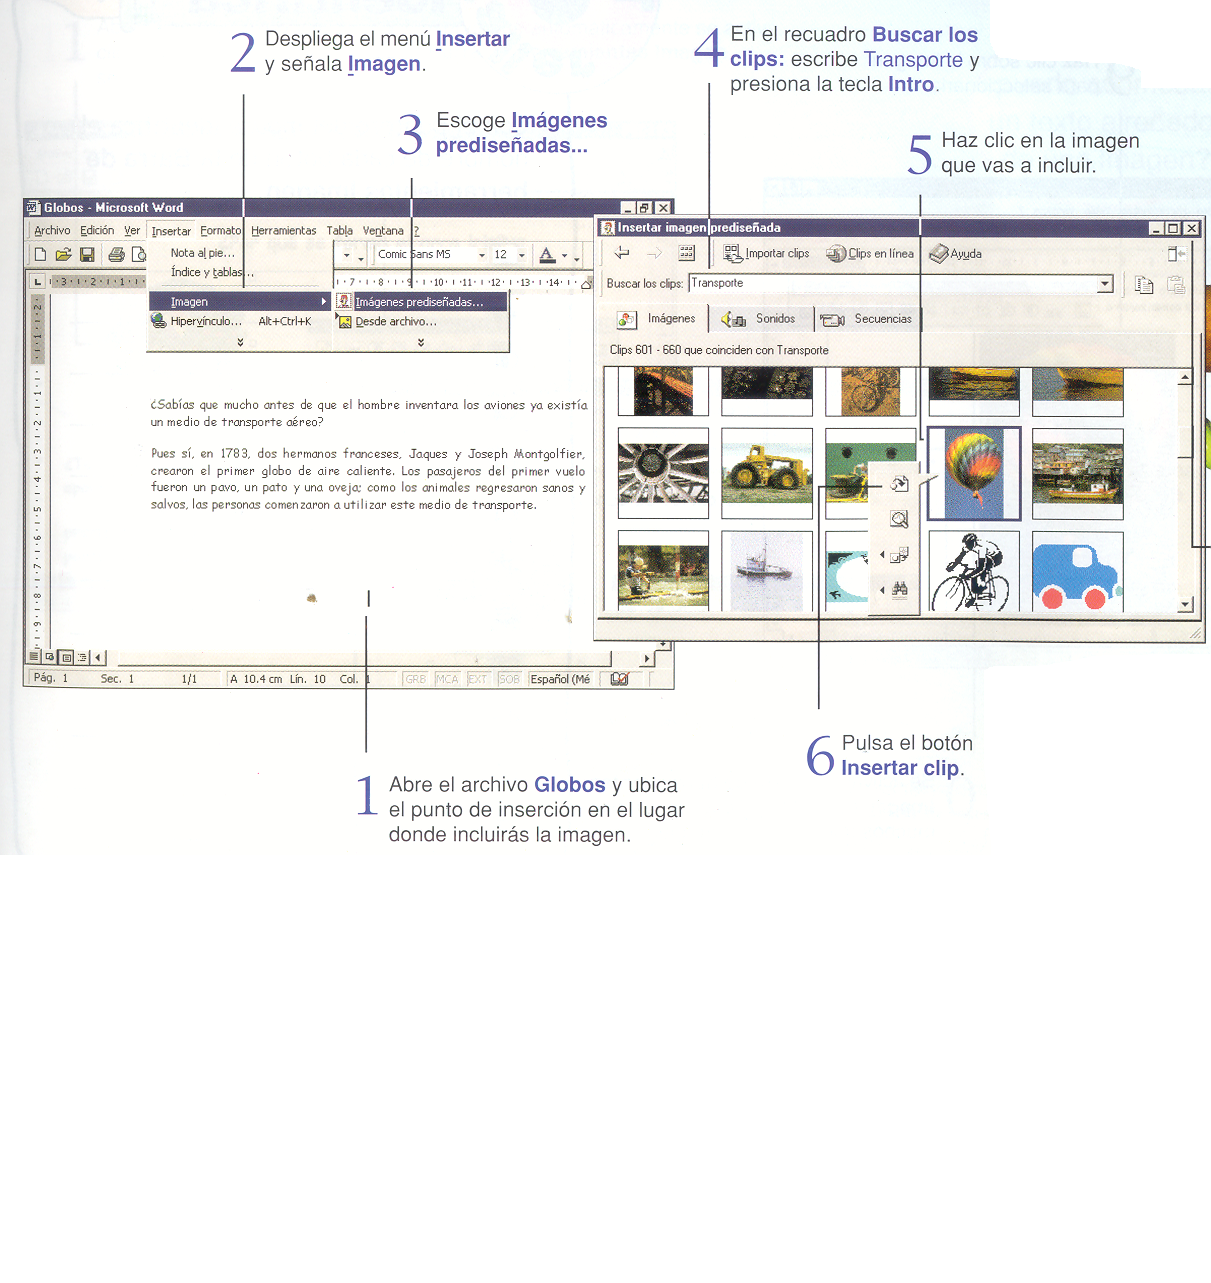 2 Despliega el menú Insertar
y señala Imagen.
3 Escoge Imágenes
prediseñadas...
4 En el recuadro Buscar los
clips: escribe Transporte y
presiona la tecla Intro.
5 Haz clic en la imagen
que vas a incluir.
Globos - Microsoft Word
Archivo Edición Ver Insertar Formato Herramientas Tabla Ventana ?
Nota al pie...
Índice y tablas...
Comic Sans MS 12
Imagen
Imágenes prediseñadas...
Hipervínculo... Alt+Ctrl+K
Desde archivo...
¿Sabías que mucho antes de que el hombre inventara los aviones ya existía
un medio de transporte aéreo?
Pues sí, en 1783, dos hermanos franceses, Jaques y Joseph Montgolfier,
crearon el primer globo de aire caliente. Los pasajeros del primer vuelo
fueron un pavo, un pato y una oveja; como los animales regresaron sanos y
salvos, las personas comenzaron a utilizar este medio de transporte.
Pág. 1 Sec. 1 1/1 A 10.4 cm Lín. 10 Col. 1 GRB MCA EXT SOB Español (Mé
Insertar imagen prediseñada
Importar clips Clips en línea Ayuda
Buscar los clips: Transporte
Imágenes Sonidos Secuencias
Clips 601 - 660 que coinciden con Transporte
6 Pulsa el botón
Insertar clip.
1 Abre el archivo Globos y ubica
el punto de inserción en el lugar
donde incluirás la imagen.